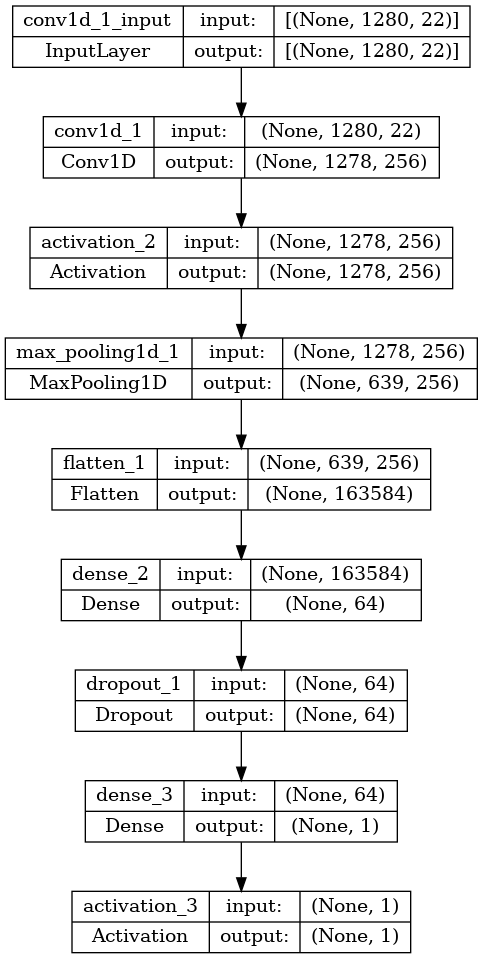 conv1d_1_input input: [(None, 1280, 22)]
InputLayer output: [(None, 1280, 22)]
conv1d_1 input: (None, 1280, 22)
Conv1D output: (None, 1278, 256)
activation_2 input: (None, 1278, 256)
Activation output: (None, 1278, 256)
max_pooling1d_1 input: (None, 1278, 256)
MaxPooling1D output: (None, 639, 256)
flatten_1 input: (None, 639, 256)
Flatten output: (None, 163584)
dense_2 input: (None, 163584)
Dense output: (None, 64)
dropout_1 input: (None, 64)
Dropout output: (None, 64)
dense_3 input: (None, 64)
Dense output: (None, 1)
activation_3 input: (None, 1)
Activation output: (None, 1)